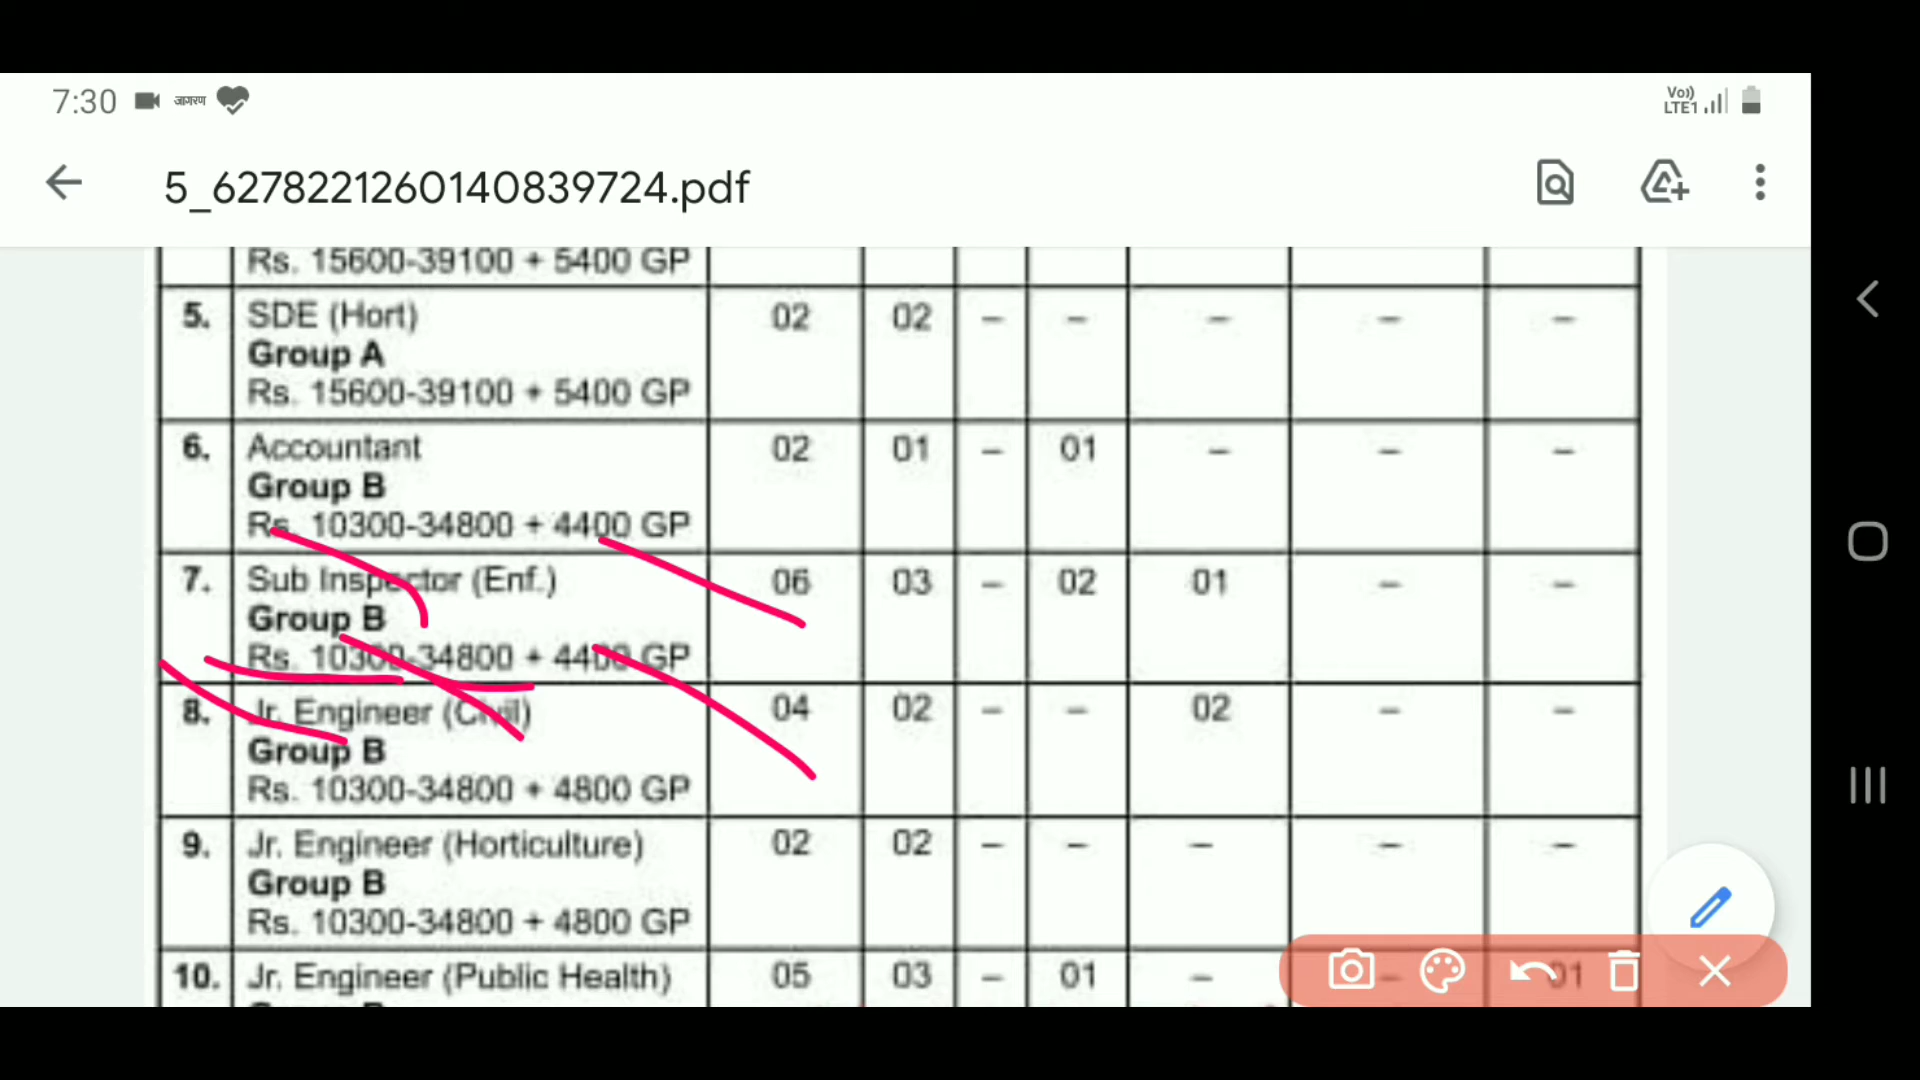 7:30 जागरण Vo)) LTE1
5_6278221260140839724.pdf
Rs. 15600-39100 + 5400 GP
5. SDE (Hort) 02 02 – – – – –
Group A
Rs. 15600-39100 + 5400 GP
6. Accountant 02 01 – 01 – – –
Group B
Rs. 10300-34800 + 4400 GP
7. Sub Inspector (Enf.) 06 03 – 02 01 – –
Group B
Rs. 10300-34800 + 4400 GP
8. Jr. Engineer (Civil) 04 02 – – 02 – –
Group B
Rs. 10300-34800 + 4800 GP
9. Jr. Engineer (Horticulture) 02 02 – – – – –
Group B
Rs. 10300-34800 + 4800 GP
10. Jr. Engineer (Public Health) 05 03 – 01 – – 01